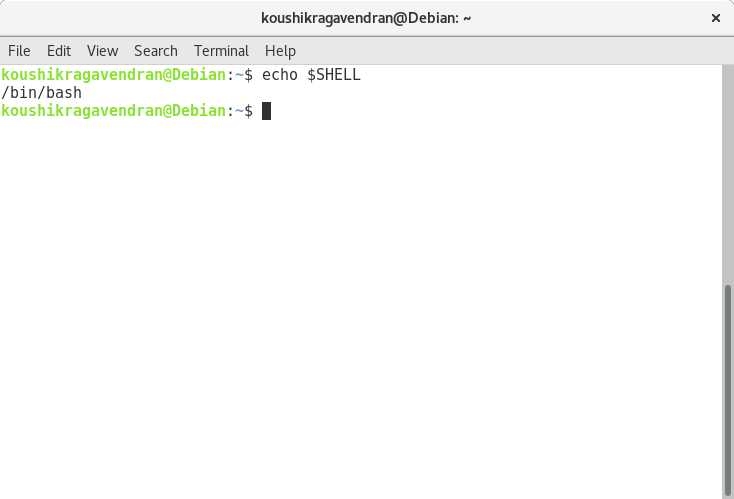 koushikragavendran@Debian: ~ ×
File Edit View Search Terminal Help
koushikragavendran@Debian:~$ echo $SHELL
/bin/bash
koushikragavendran@Debian:~$